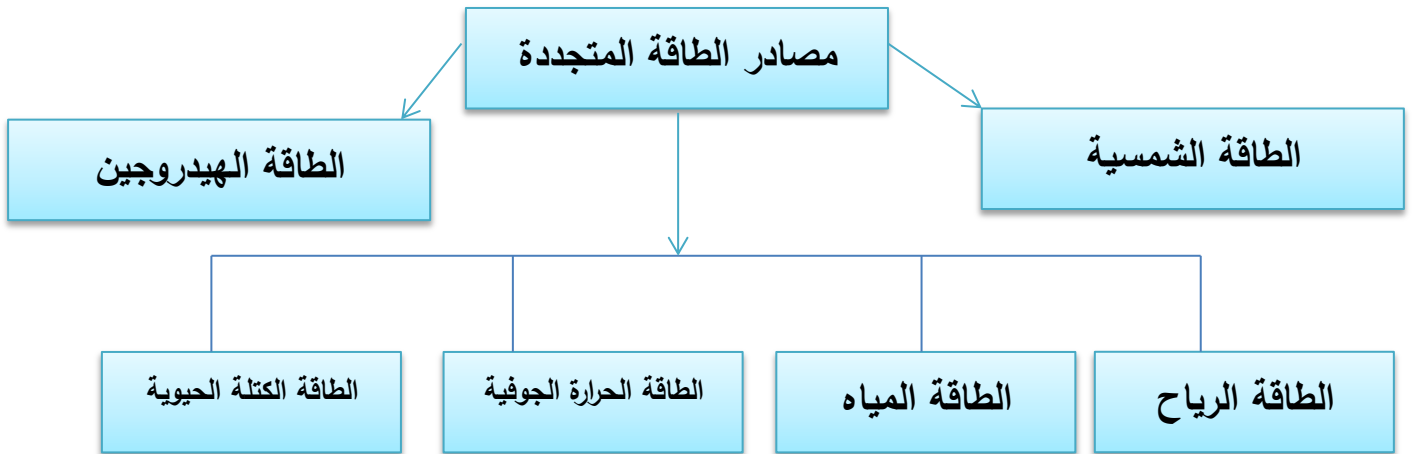 مصادر الطاقة المتجددة
الطاقة الشمسية
الطاقة الهيدروجين
الطاقة الرياح
الطاقة المياه
الطاقة الحرارة الجوفية
الطاقة الكتلة الحيوية